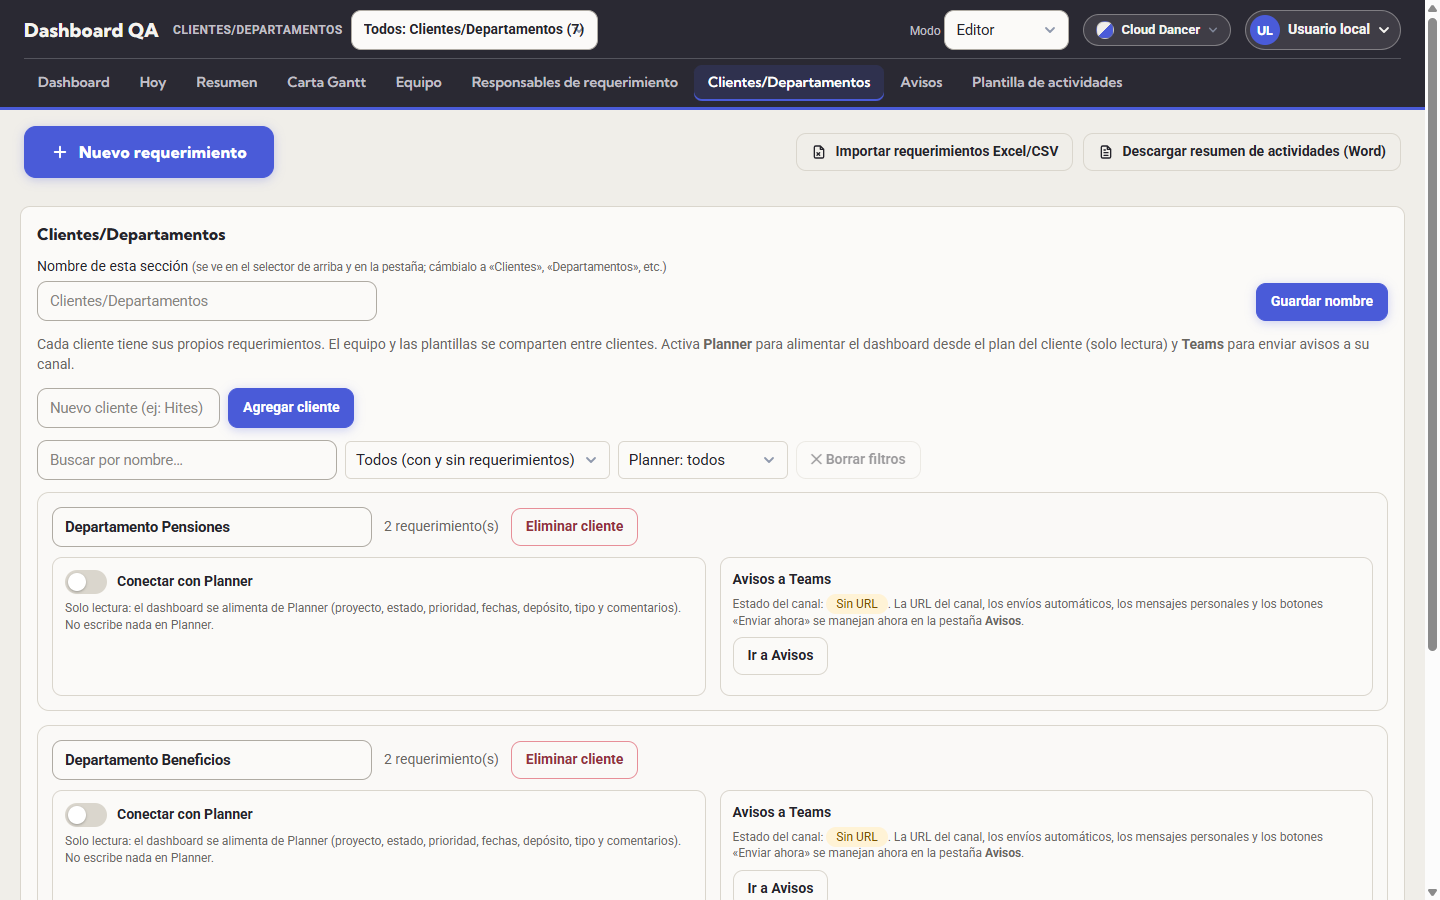 Dashboard QA
CLIENTES/DEPARTAMENTOS
Todos: Clientes/Departamentos (7)
Modo
Editor
Cloud Dancer
UL
Usuario local
Dashboard
Hoy
Resumen
Carta Gantt
Equipo
Responsables de requerimiento
Clientes/Departamentos
Avisos
Plantilla de actividades
+ Nuevo requerimiento
Importar requerimientos Excel/CSV
Descargar resumen de actividades (Word)
Clientes/Departamentos
Nombre de esta sección (se ve en el selector de arriba y en la pestaña; cámbialo a «Clientes», «Departamentos», etc.)
Clientes/Departamentos
Guardar nombre
Cada cliente tiene sus propios requerimientos. El equipo y las plantillas se comparten entre clientes. Activa Planner para alimentar el dashboard desde el plan del cliente (solo lectura) y Teams para enviar avisos a su
canal.
Nuevo cliente (ej: Hites)
Agregar cliente
Buscar por nombre...
Todos (con y sin requerimientos)
Planner: todos
Borrar filtros
Departamento Pensiones
2 requerimiento(s)
Eliminar cliente
Conectar con Planner
Solo lectura: el dashboard se alimenta de Planner (proyecto, estado, prioridad, fechas, depósito, tipo y comentarios).
No escribe nada en Planner.
Avisos a Teams
Estado del canal: Sin URL. La URL del canal, los envíos automáticos, los mensajes personales y los botones
«Enviar ahora» se manejan ahora en la pestaña Avisos.
Ir a Avisos
Departamento Beneficios
2 requerimiento(s)
Eliminar cliente
Conectar con Planner
Solo lectura: el dashboard se alimenta de Planner (proyecto, estado, prioridad, fechas, depósito, tipo y comentarios).
No escribe nada en Planner.
Avisos a Teams
Estado del canal: Sin URL. La URL del canal, los envíos automáticos, los mensajes personales y los botones
«Enviar ahora» se manejan ahora en la pestaña Avisos.
Ir a Avisos